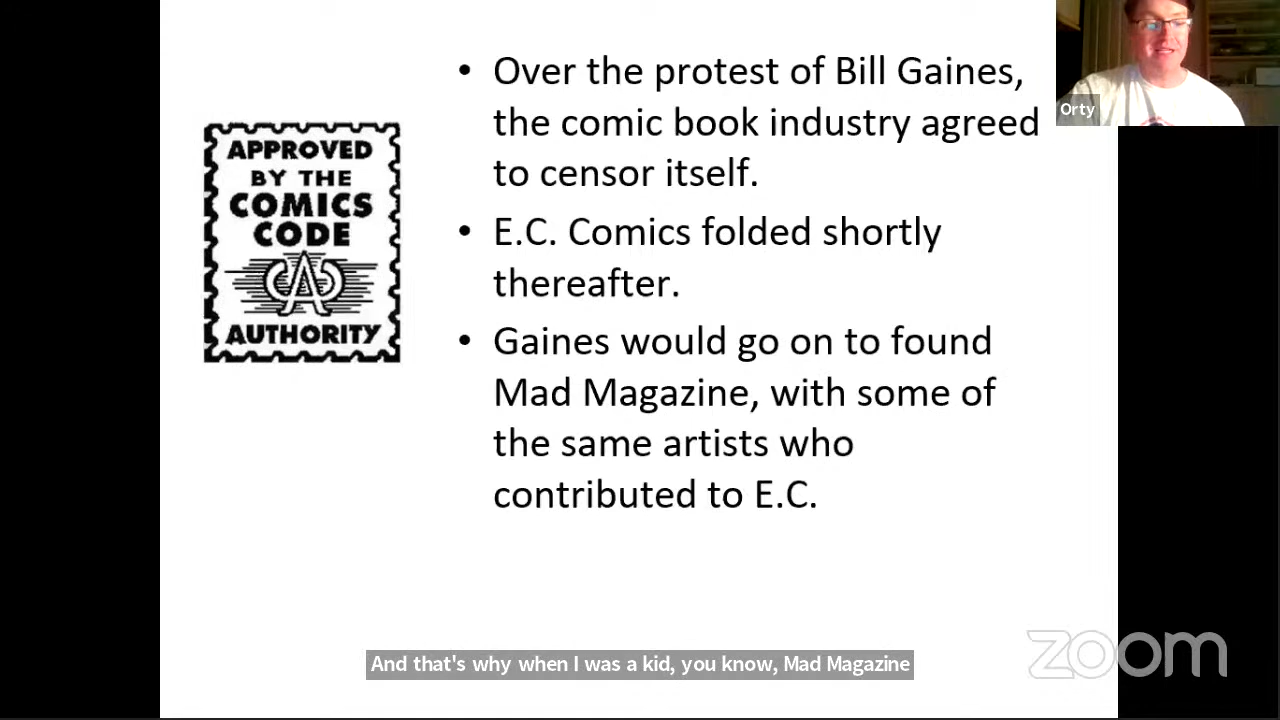 APPROVED
BY THE
COMICS
CODE
CA
AUTHORITY
• Over the protest of Bill Gaines,
the comic book industry agreed
to censor itself.
• E.C. Comics folded shortly
thereafter.
• Gaines would go on to found
Mad Magazine, with some of
the same artists who
contributed to E.C.
Orty
And that's why when I was a kid, you know, Mad Magazine
zoom